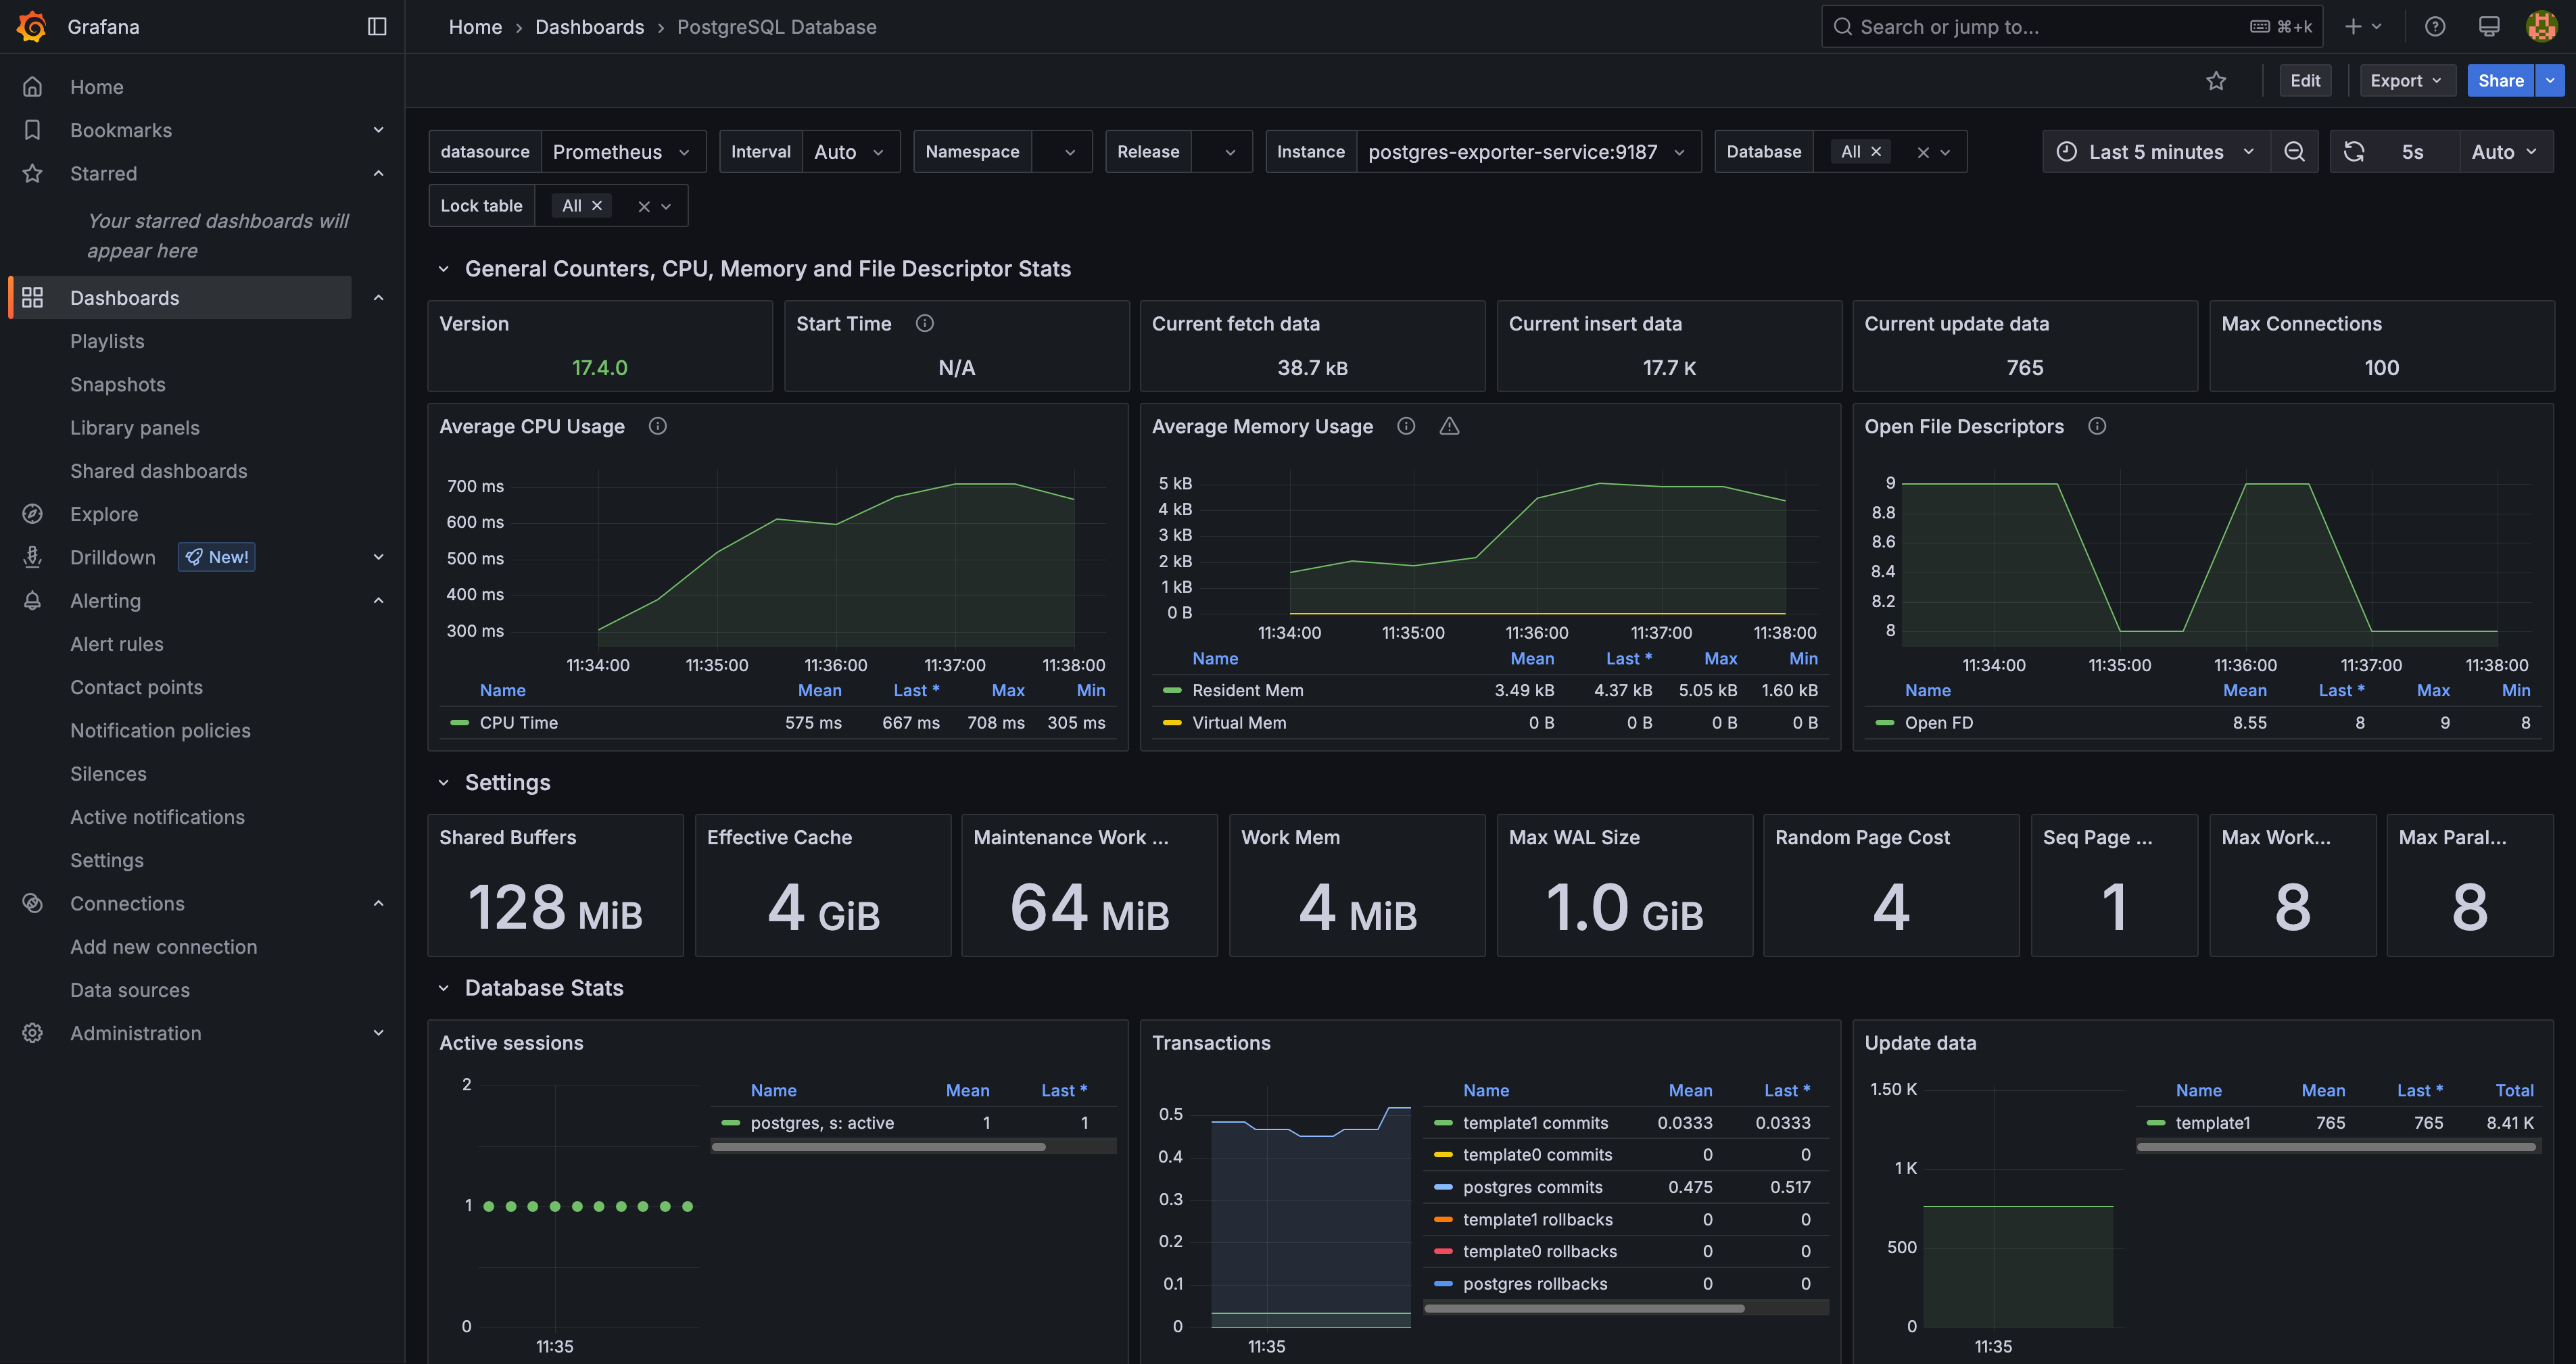 Grafana
Home
Bookmarks
Starred
Your starred dashboards will
appear here
Dashboards
Playlists
Snapshots
Library panels
Shared dashboards
Explore
Drilldown New!
Alerting
Alert rules
Contact points
Notification policies
Silences
Active notifications
Settings
Connections
Add new connection
Data sources
Administration
Home › Dashboards › PostgreSQL Database
Search or jump to... ⌘+k
Edit Export Share
datasource Prometheus Interval Auto Namespace Release Instance postgres-exporter-service:9187 Database All
Last 5 minutes 5s Auto
Lock table All
General Counters, CPU, Memory and File Descriptor Stats
Version
17.4.0
Start Time
N/A
Current fetch data
38.7 kB
Current insert data
17.7 K
Current update data
765
Max Connections
100
Average CPU Usage
700 ms
600 ms
500 ms
400 ms
300 ms
11:34:00 11:35:00 11:36:00 11:37:00 11:38:00
Name Mean Last * Max Min
CPU Time 575 ms 667 ms 708 ms 305 ms
Average Memory Usage
5 kB
4 kB
3 kB
2 kB
1 kB
0 B
11:34:00 11:35:00 11:36:00 11:37:00 11:38:00
Name Mean Last * Max Min
Resident Mem 3.49 kB 4.37 kB 5.05 kB 1.60 kB
Virtual Mem 0 B 0 B 0 B 0 B
Open File Descriptors
9
8.8
8.6
8.4
8.2
8
11:34:00 11:35:00 11:36:00 11:37:00 11:38:00
Name Mean Last * Max Min
Open FD 8.55 8 9 8
Settings
Shared Buffers
128 MiB
Effective Cache
4 GiB
Maintenance Work ...
64 MiB
Work Mem
4 MiB
Max WAL Size
1.0 GiB
Random Page Cost
4
Seq Page ...
1
Max Work...
8
Max Paral...
8
Database Stats
Active sessions
2
1
0
11:35
Name Mean Last *
postgres, s: active 1 1
Transactions
0.5
0.4
0.3
0.2
0.1
0
11:35
Name Mean Last *
template1 commits 0.0333 0.0333
template0 commits 0 0
postgres commits 0.475 0.517
template1 rollbacks 0 0
template0 rollbacks 0 0
postgres rollbacks 0 0
Update data
1.50 K
1 K
500
0
11:35
Name Mean Last * Total
template1 765 765 8.41 K